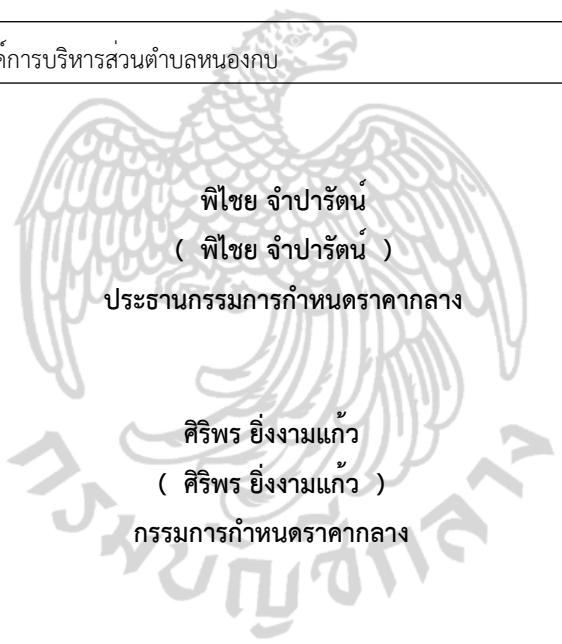 การบริหารส่วนตำบลหนองกบ
พิไชย จำปารัตน์
( พิไชย จำปารัตน์ )
ประธานกรรมการกำหนดราคากลาง
ศิริพร ยิ่งงามแก้ว
( ศิริพร ยิ่งงามแก้ว )
กรรมการกำหนดราคากลาง
กรมบัญชีกลาง